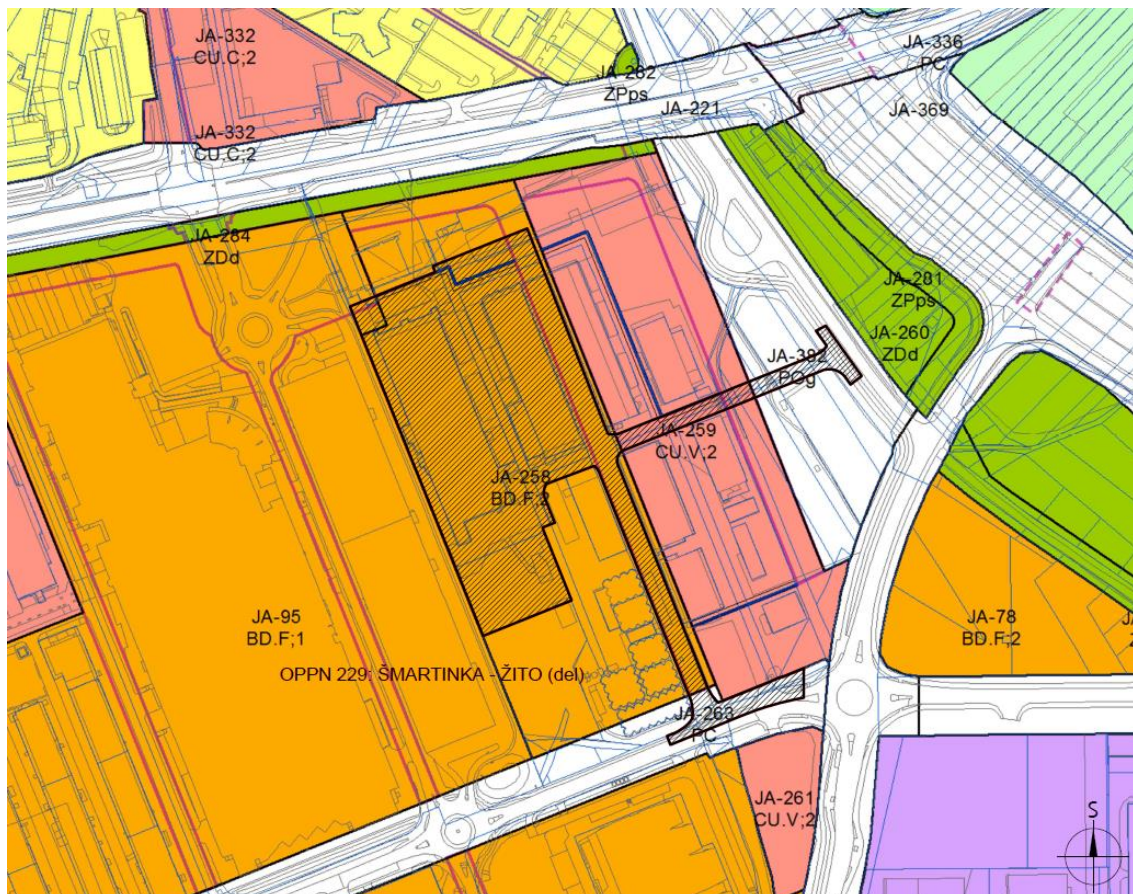 JA-332
CU.C;2
JA-336
PC
JA-282
ZPps
JA-221
JA-369
JA-332
CU.C;2
JA-284
ZDd
JA-281
ZPps
JA-260
ZDd
JA-382
POg
JA-259
CU.V;2
JA-258
BD.F;2
JA-95
BD.F;1
JA-78
BD.F;2
OPPN 229: ŠMARTINKA - ŽITO (del)
JA-263
PC
JA-261
CU.V;2
S